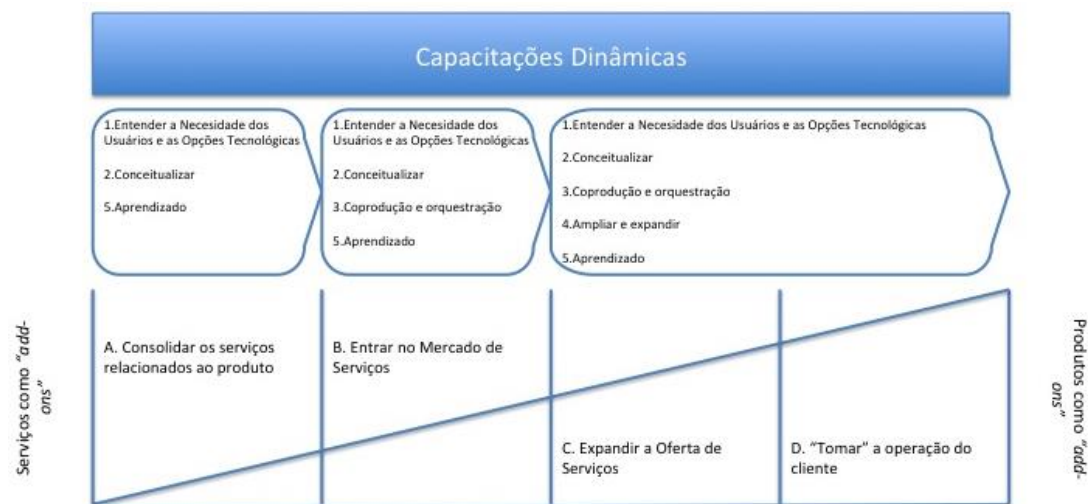 Capacitações Dinâmicas
1.Entender a Necessidade dos
Usuários e as Opções Tecnológicas
2.Conceitualizar
5.Aprendizado
1.Entender a Necessidade dos
Usuários e as Opções Tecnológicas
2.Conceitualizar
3.Coprodução e orquestração
5.Aprendizado
1.Entender a Necessidade dos Usuários e as Opções Tecnológicas
2.Conceitualizar
3.Coprodução e orquestração
4.Ampliar e expandir
5.Aprendizado
Serviços como "add-
ons"
A. Consolidar os serviços
relacionados ao produto
B. Entrar no Mercado de
Serviços
C. Expandir a Oferta de
Serviços
D. "Tomar" a operação do
cliente
Produtos como "add-
ons"